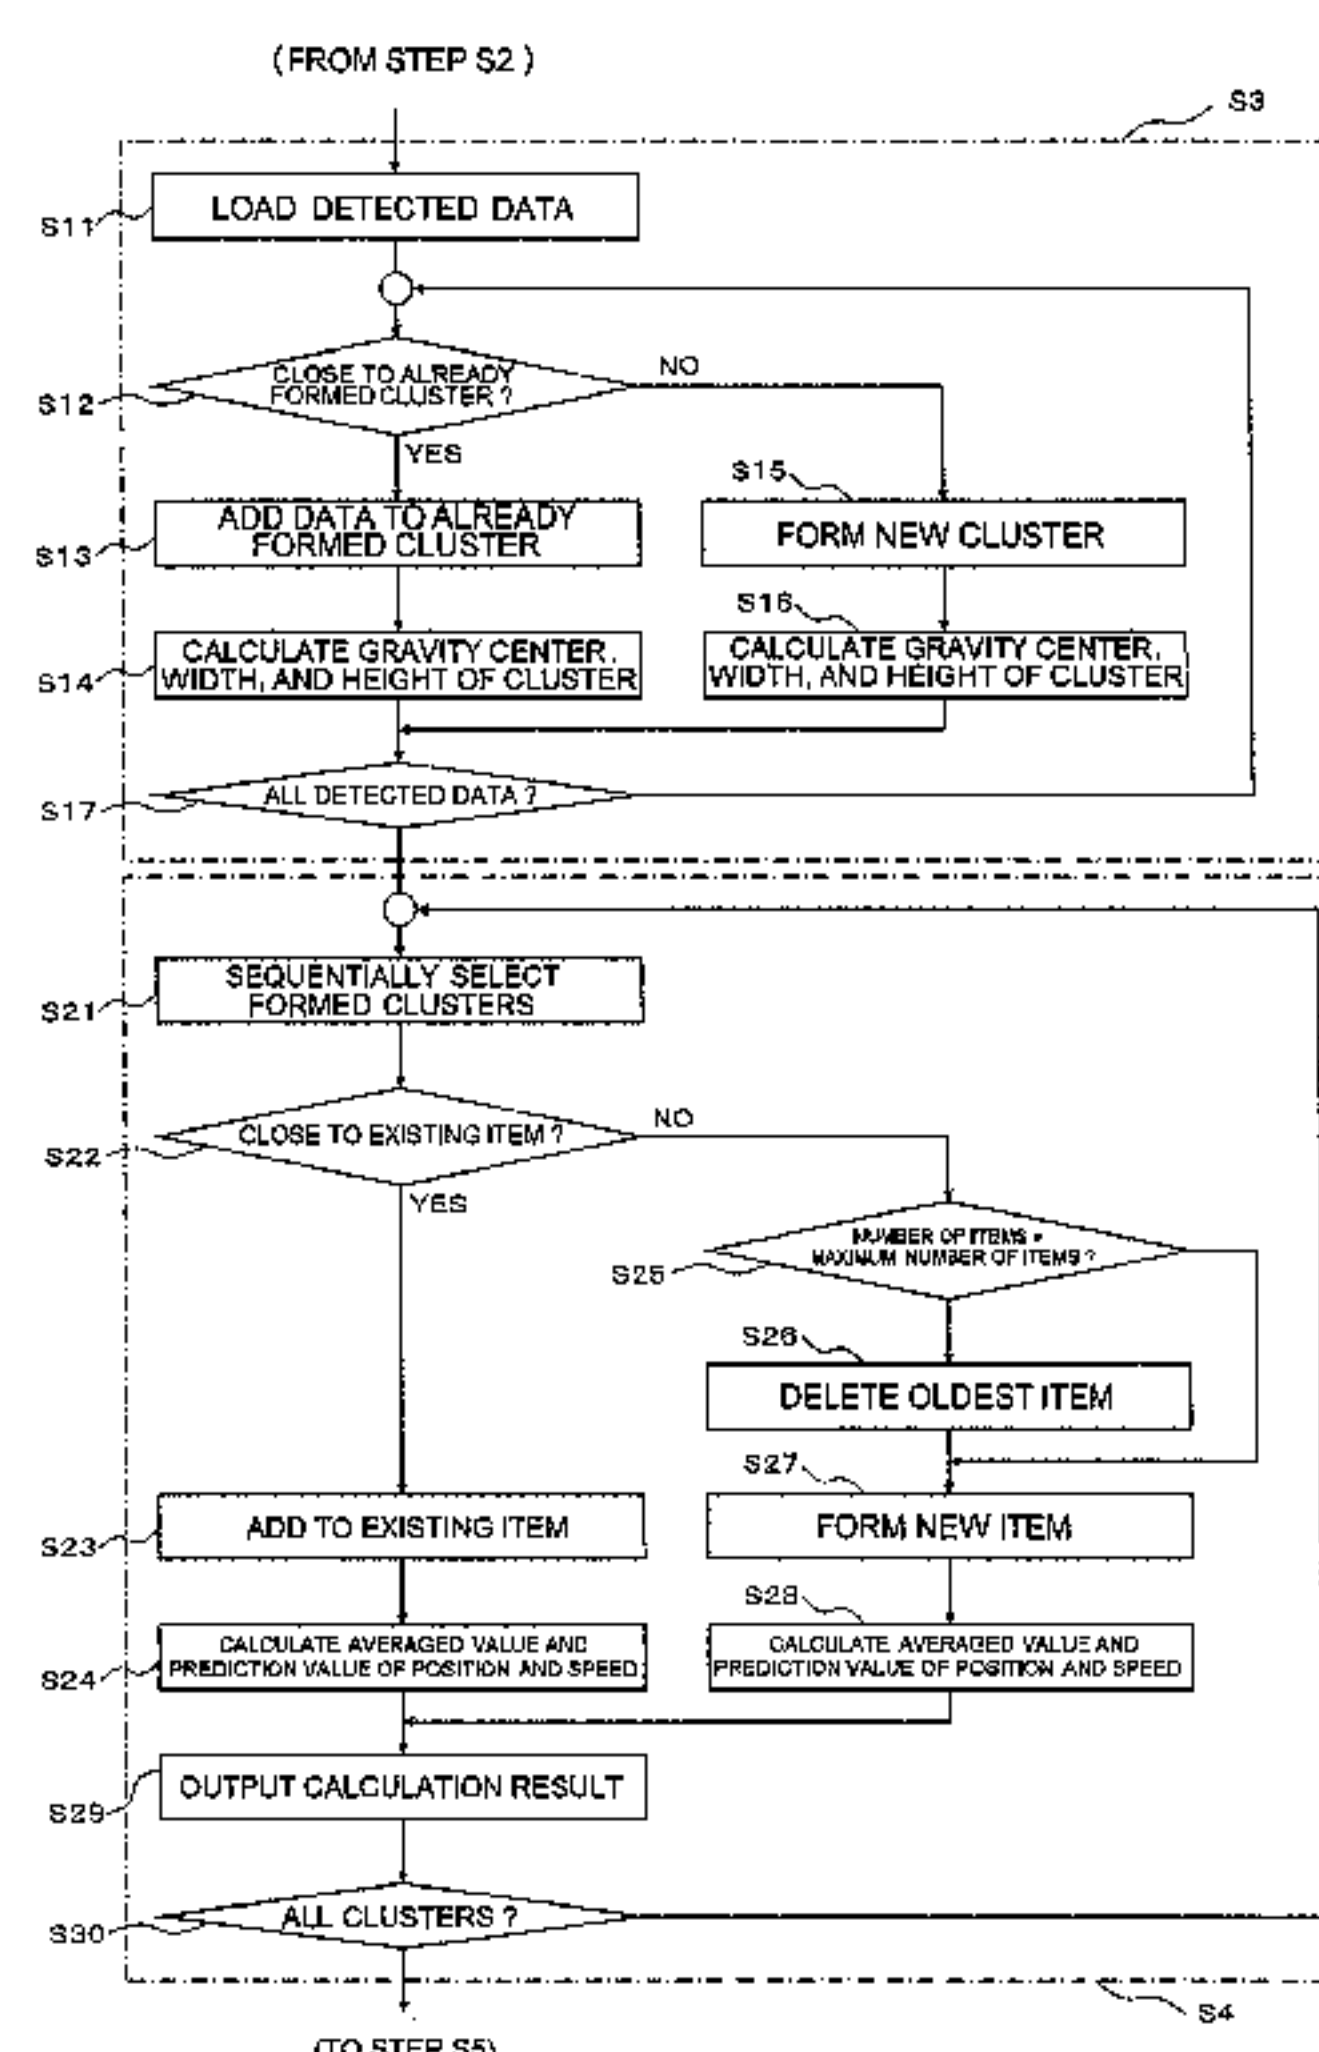 (FROM STEP S2)
S3
LOAD DETECTED DATA
S11
CLOSE TO ALREADY
FORMED CLUSTER ?
NO
S12
YES
S15
ADD DATA TO ALREADY
FORMED CLUSTER
FORM NEW CLUSTER
S13
S16
CALCULATE GRAVITY CENTER,
WIDTH, AND HEIGHT OF CLUSTER
CALCULATE GRAVITY CENTER,
WIDTH, AND HEIGHT OF CLUSTER
S14
ALL DETECTED DATA ?
S17
SEQUENTIALLY SELECT
FORMED CLUSTERS
S21
CLOSE TO EXISTING ITEM ?
NO
S22
YES
NUMBER OF ITEMS =
MAXIMUM NUMBER OF ITEMS ?
S25
S26
DELETE OLDEST ITEM
S27
ADD TO EXISTING ITEM
FORM NEW ITEM
S23
S28
CALCULATE AVERAGED VALUE AND
PREDICTION VALUE OF POSITION AND SPEED
CALCULATE AVERAGED VALUE AND
PREDICTION VALUE OF POSITION AND SPEED
S24
OUTPUT CALCULATION RESULT
S29
ALL CLUSTERS ?
S30
S4
(TO STEP S5)